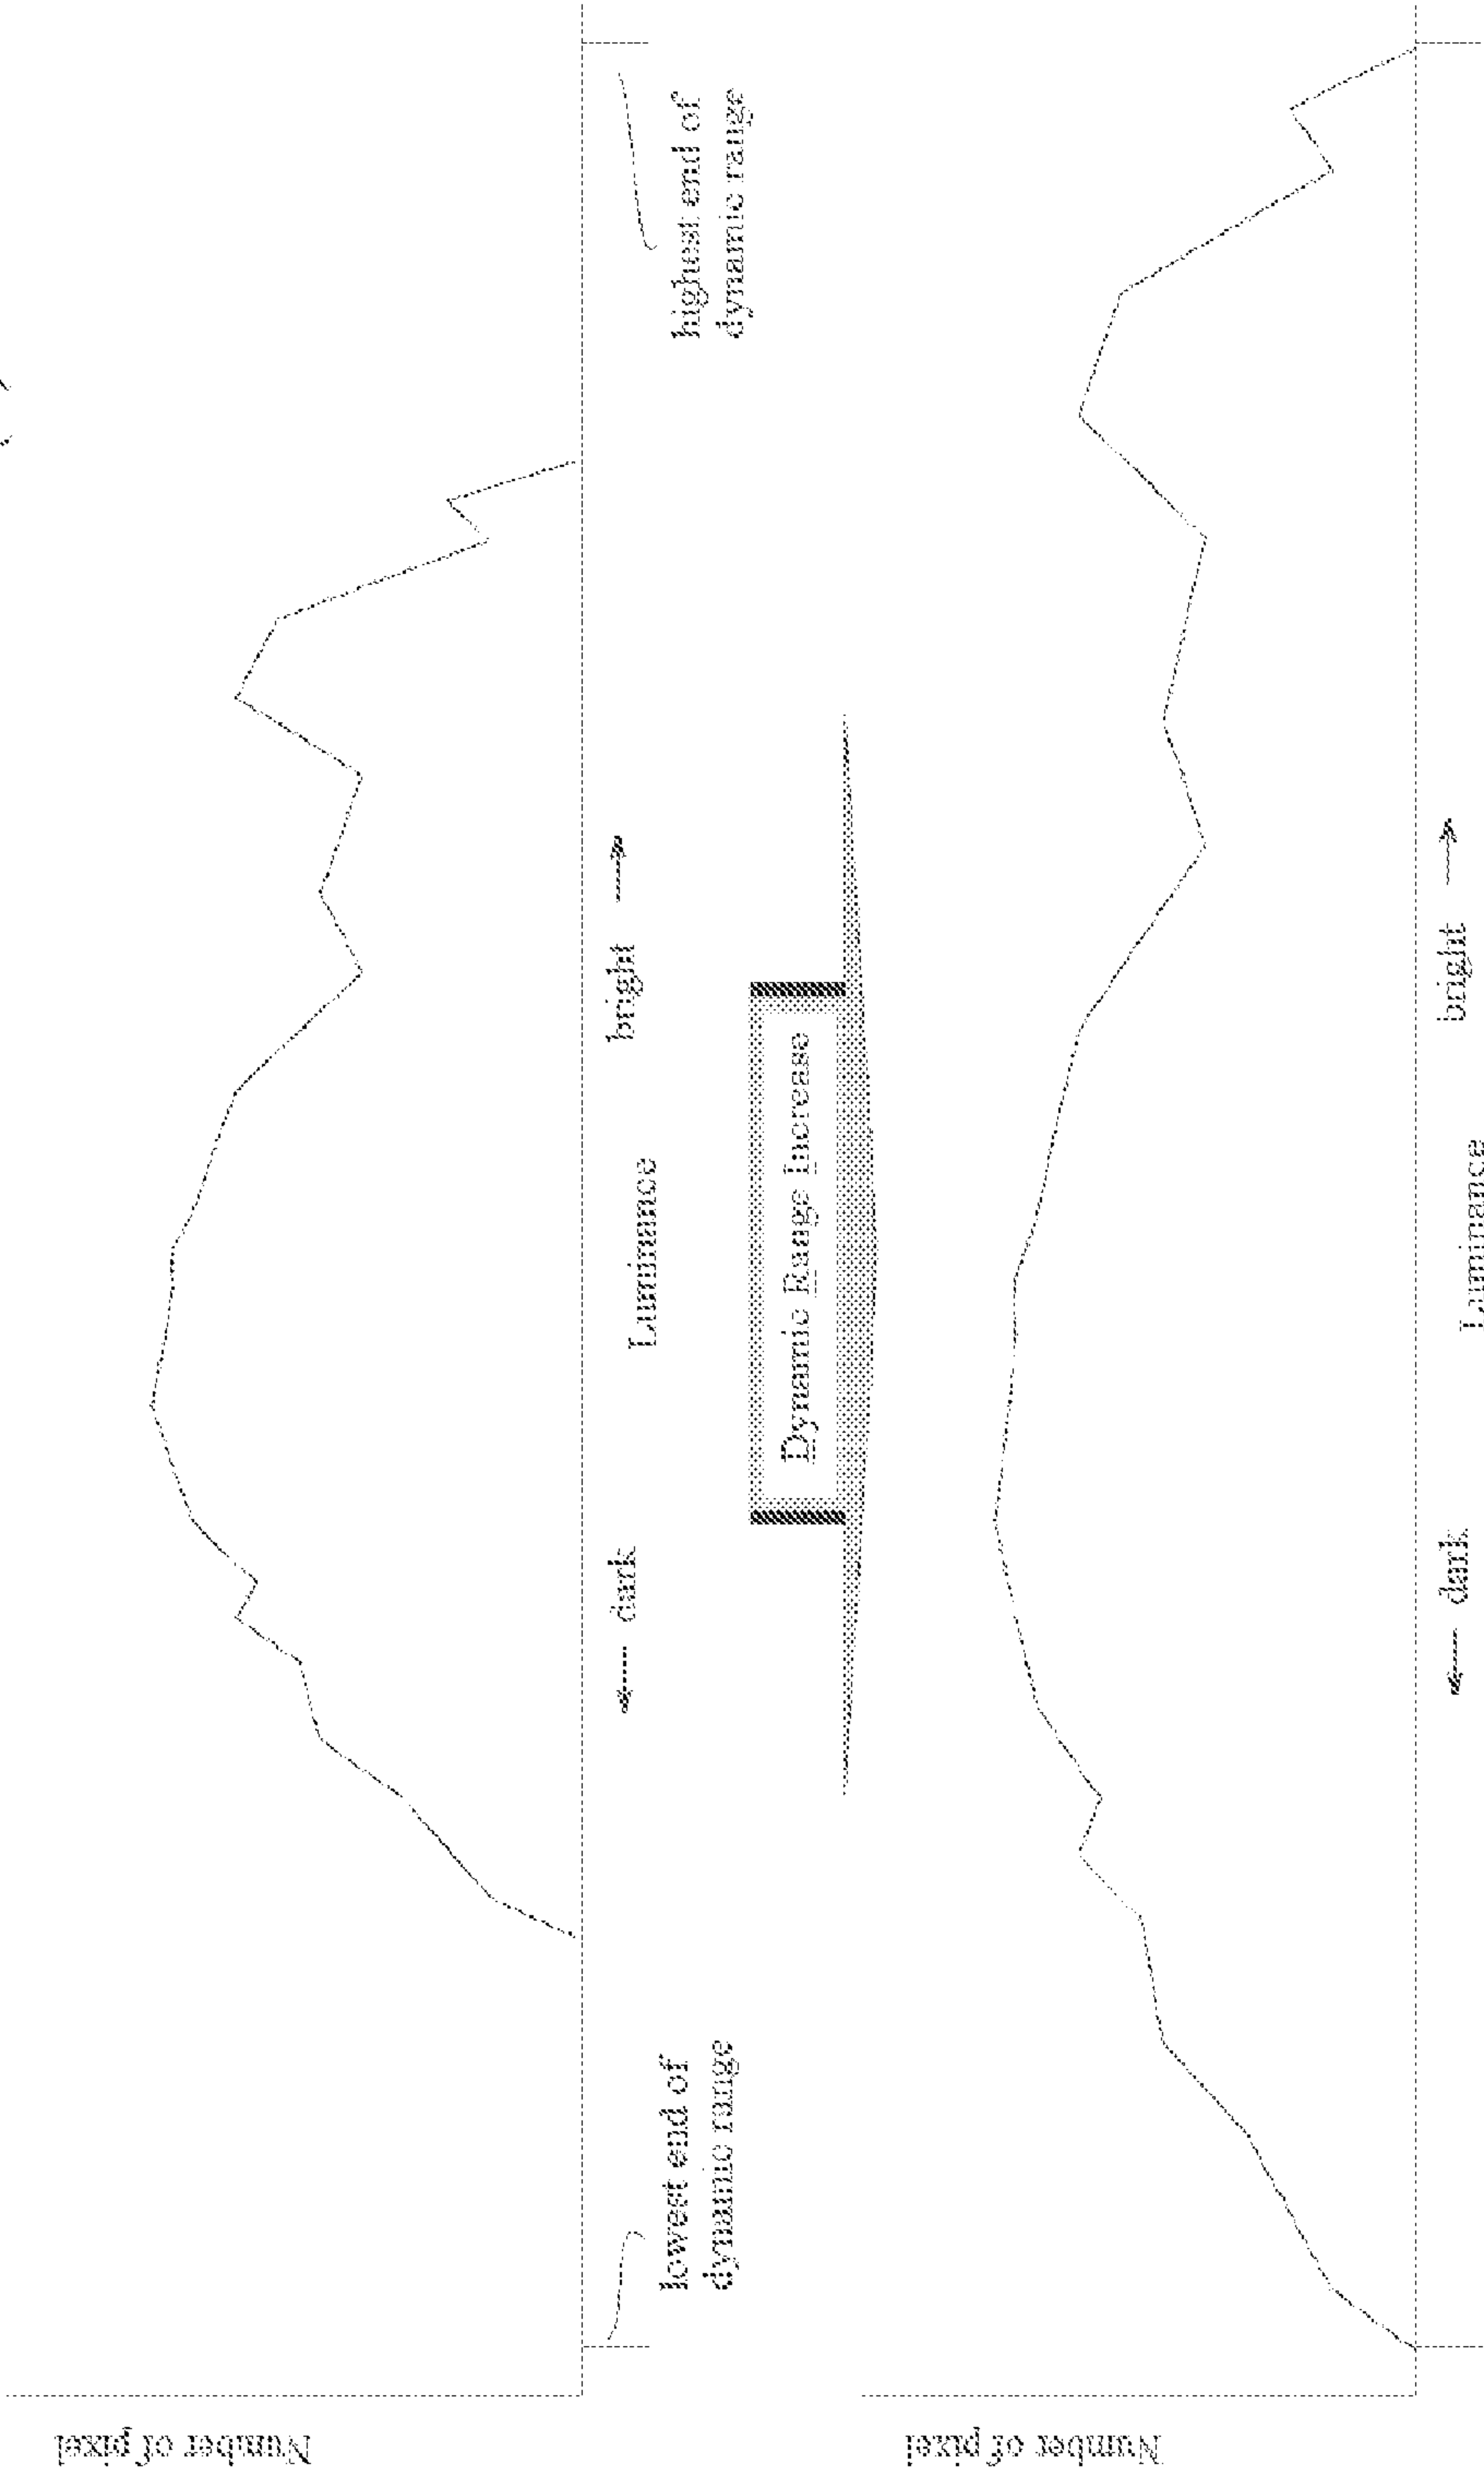 Number of pixel
← dark
bright →
Luminance
lowest end of
dynamic range
highest end of
dynamic range
Dynamic Range Increase
Number of pixel
← dark
bright →
Luminance